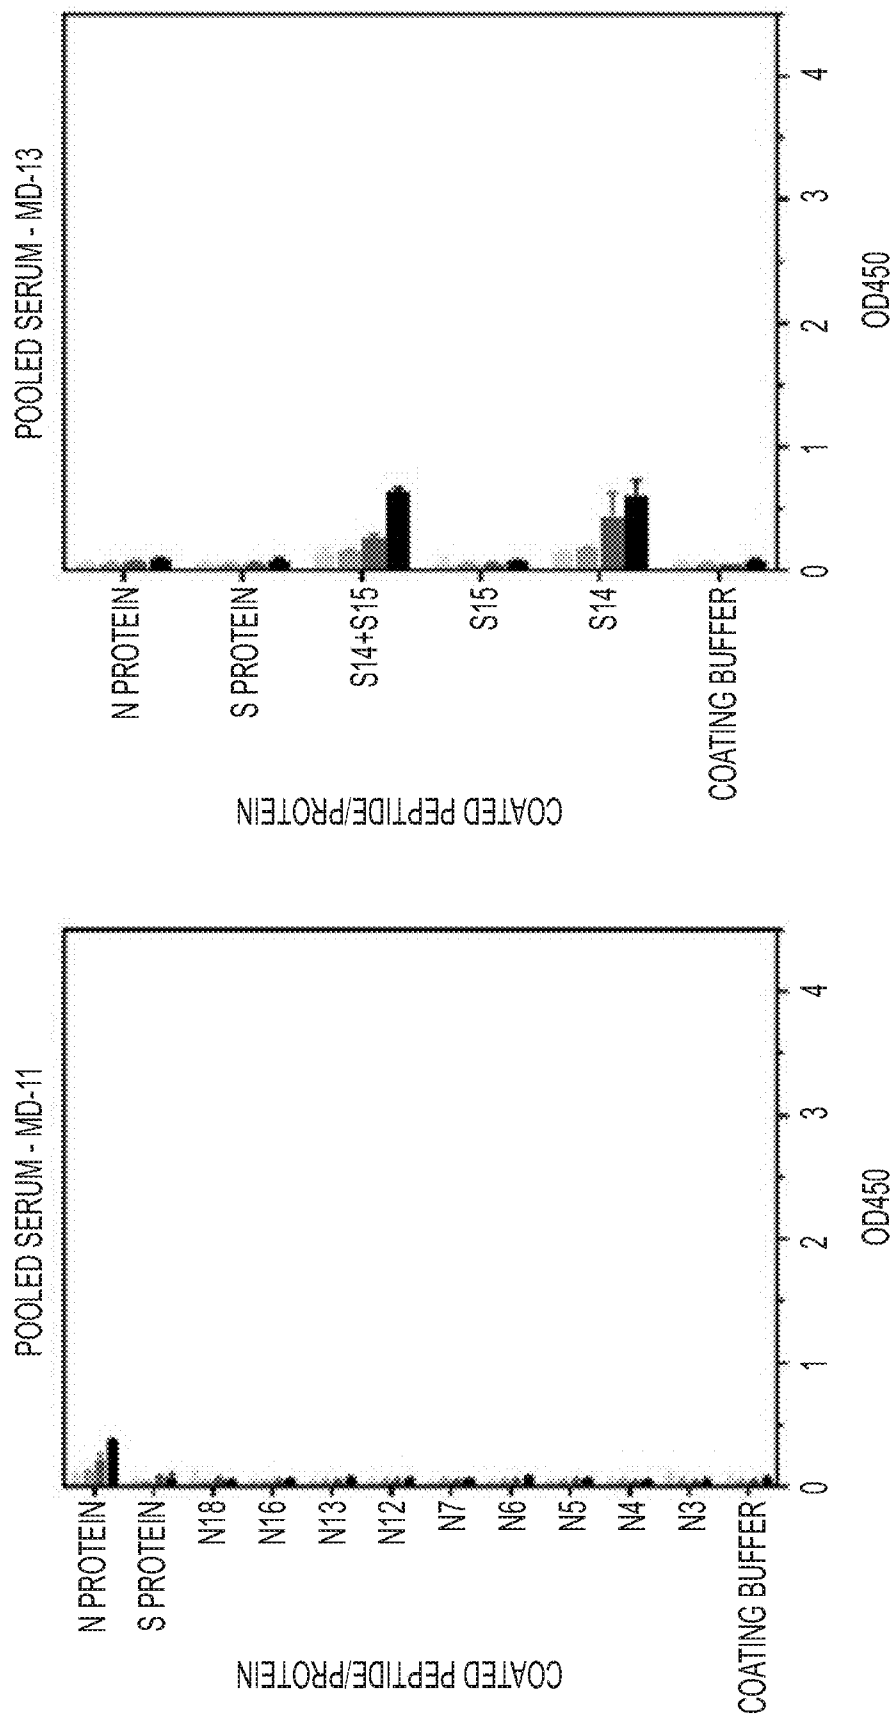 POOLED SERUM - MD-11
COATED PEPTIDE/PROTEIN
N PROTEIN
S PROTEIN
N18
N16
N13
N12
N7
N6
N5
N4
N3
COATING BUFFER
0 1 2 3 4
OD450
POOLED SERUM - MD-13
COATED PEPTIDE/PROTEIN
N PROTEIN
S PROTEIN
S14+S15
S15
S14
COATING BUFFER
0 1 2 3 4
OD450